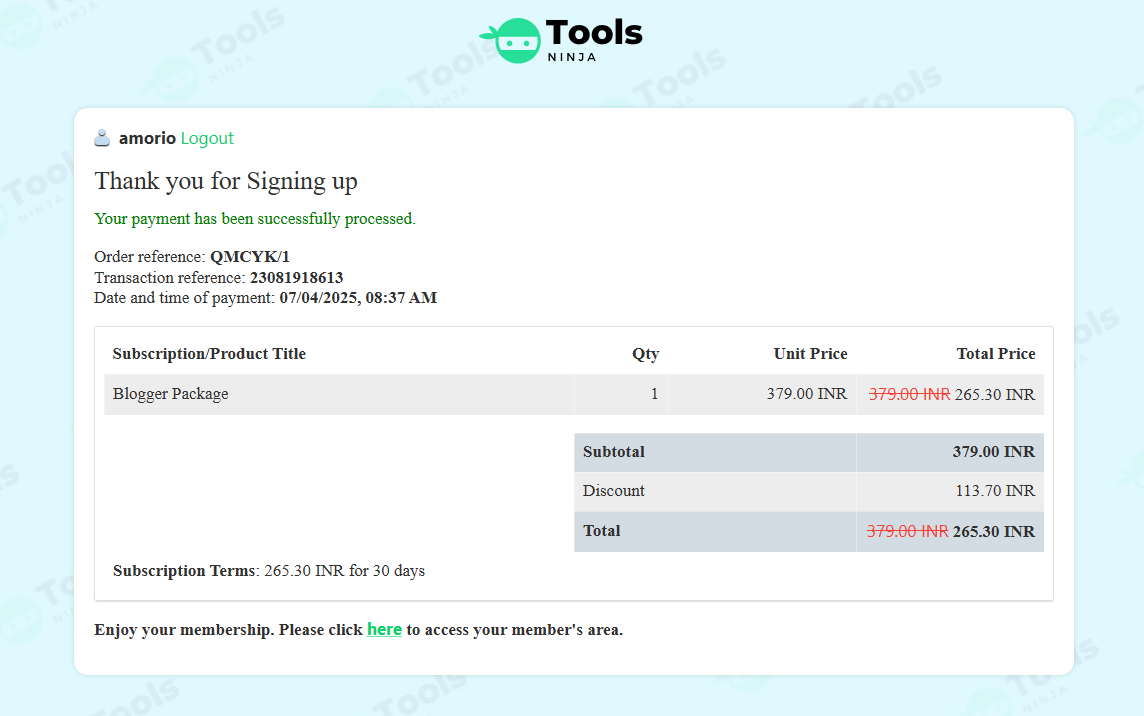 Tools
NINJA
amorio Logout
Thank you for Signing up
Your payment has been successfully processed.
Order reference: QMCYK/1
Transaction reference: 23081918613
Date and time of payment: 07/04/2025, 08:37 AM
Subscription/Product Title Qty Unit Price Total Price
Blogger Package 1 379.00 INR 379.00 INR 265.30 INR
Subtotal 379.00 INR
Discount 113.70 INR
Total 379.00 INR 265.30 INR
Subscription Terms: 265.30 INR for 30 days
Enjoy your membership. Please click here to access your member's area.